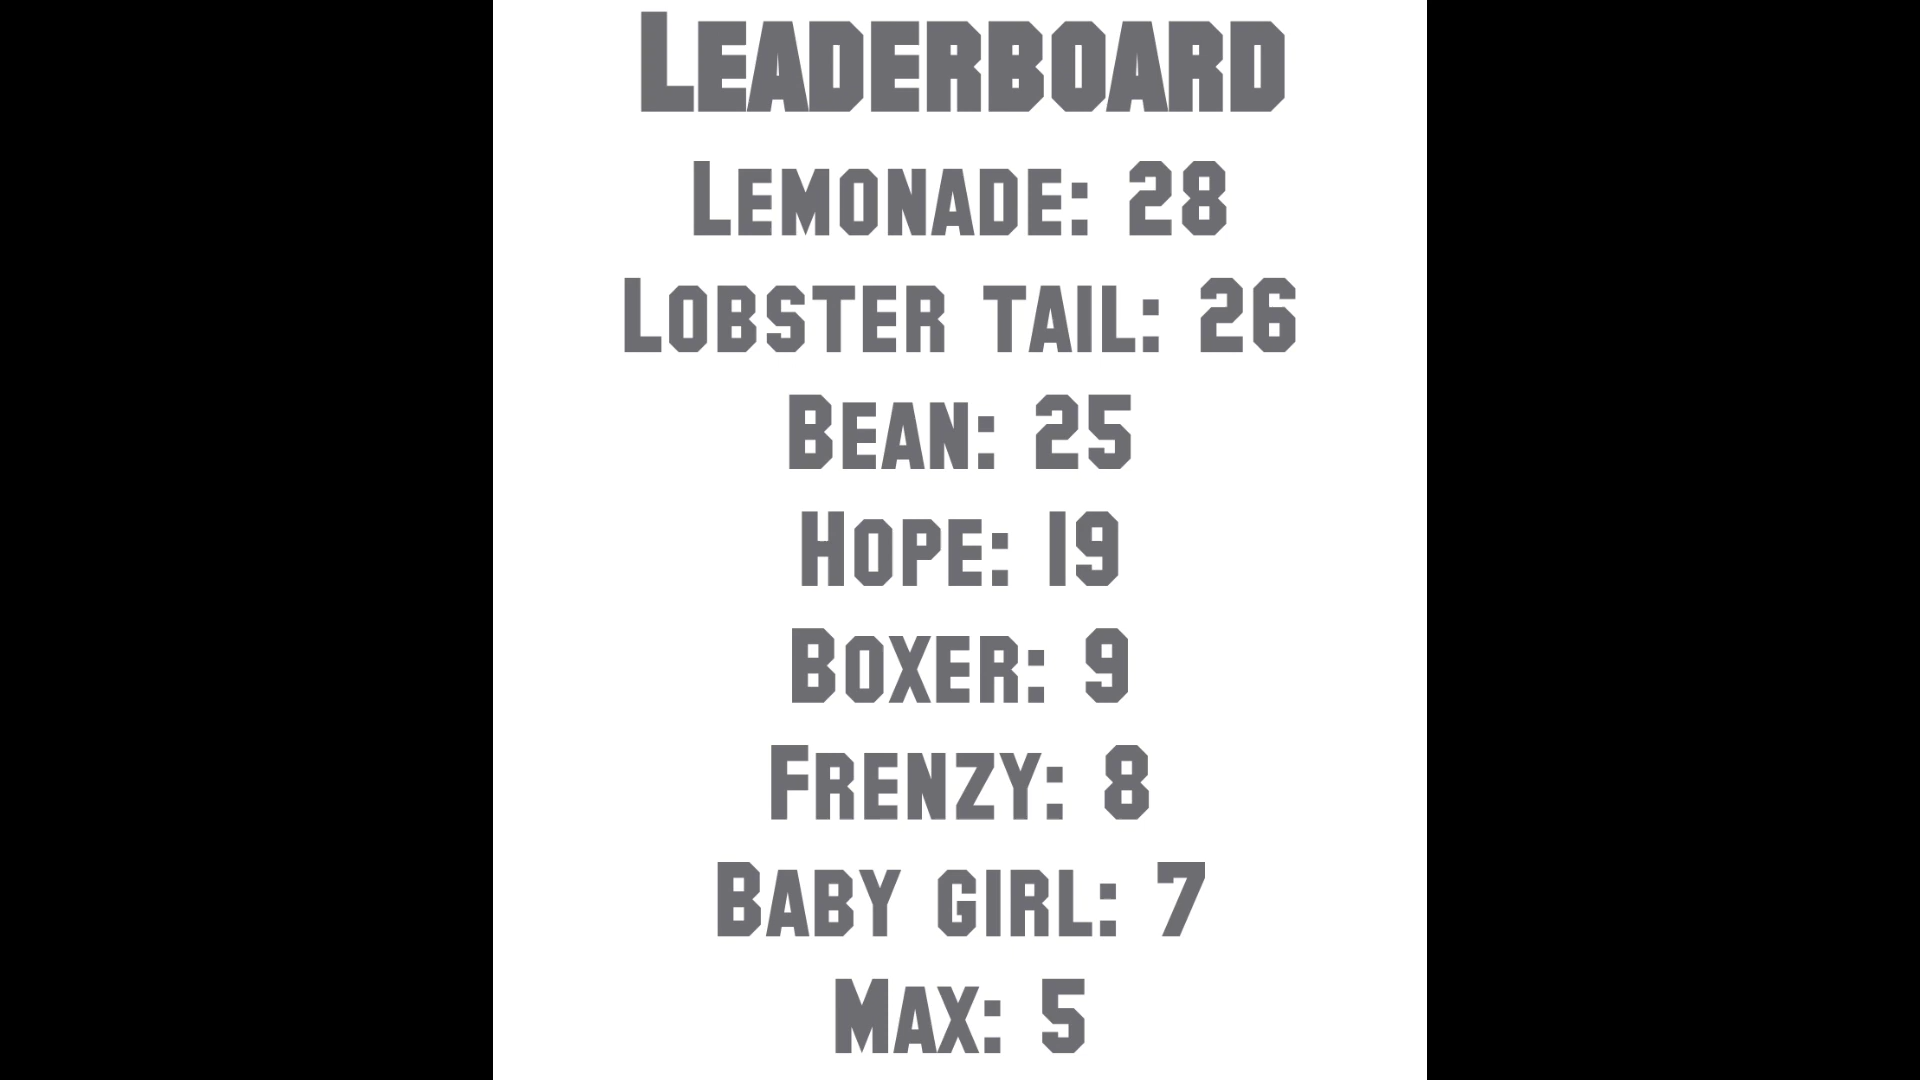 Leaderboard
Lemonade: 28
Lobster tail: 26
Bean: 25
Hope: 19
Boxer: 9
Frenzy: 8
Baby girl: 7
Max: 5